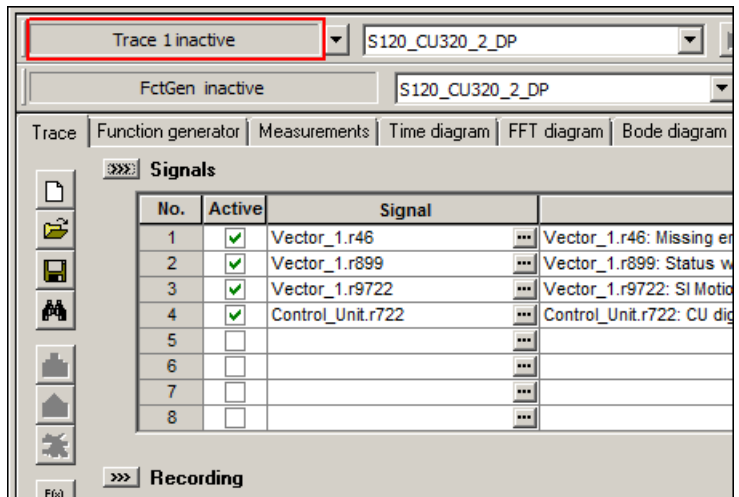 Trace 1 inactive S120_CU320_2_DP
FctGen inactive S120_CU320_2_DP
Trace Function generator Measurements Time diagram FFT diagram Bode diagram
>>> Signals
No. Active Signal
1 Vector_1.r46 ... Vector_1.r46: Missing er
2 Vector_1.r899 ... Vector_1.r899: Status w
3 Vector_1.r9722 ... Vector_1.r9722: SI Motio
4 Control_Unit.r722 ... Control_Unit.r722: CU dig
5 ...
6 ...
7 ...
8 ...
>>> Recording
F(x)